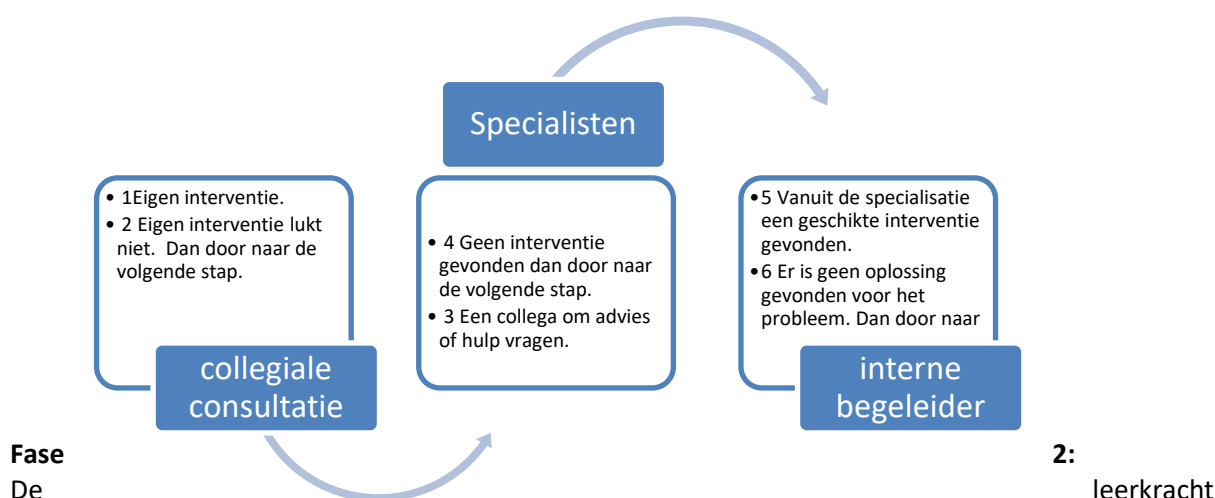 Specialisten
• 1Eigen interventie.
• 2 Eigen interventie lukt
niet. Dan door naar de
volgende stap.
collegiale
consultatie
• 4 Geen interventie
gevonden dan door naar
de volgende stap.
• 3 Een collega om advies
of hulp vragen.
•5 Vanuit de specialisatie
een geschikte interventie
gevonden.
•6 Er is geen oplossing
gevonden voor het
probleem. Dan door naar
interne
begeleider
Fase 2:
De leerkracht